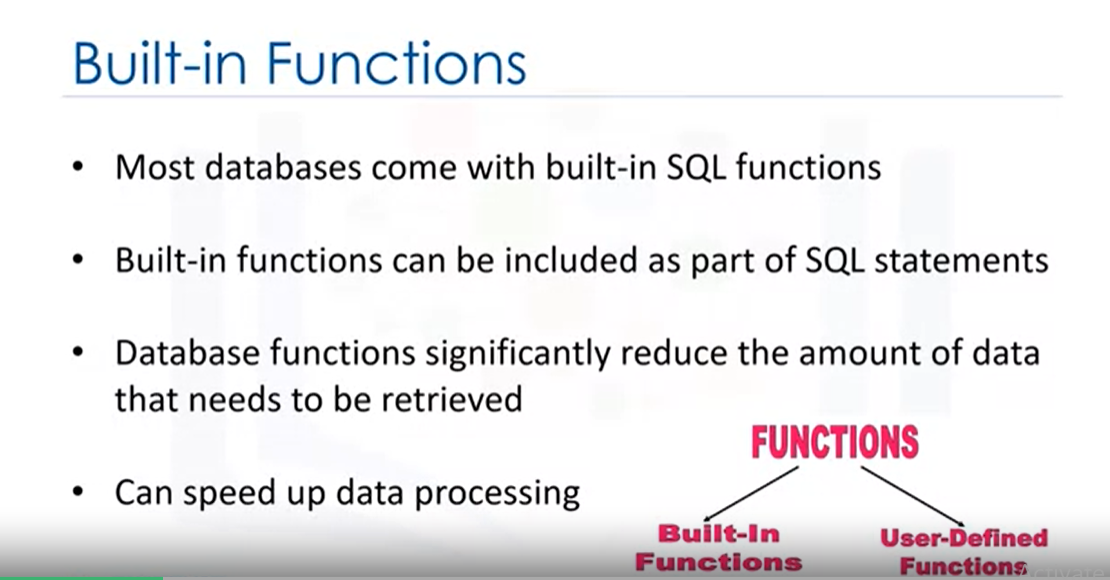 Built-in Functions
• Most databases come with built-in SQL functions
• Built-in functions can be included as part of SQL statements
• Database functions significantly reduce the amount of data
that needs to be retrieved
• Can speed up data processing
FUNCTIONS
Built-In
Functions
User-Defined
Functions
Activate